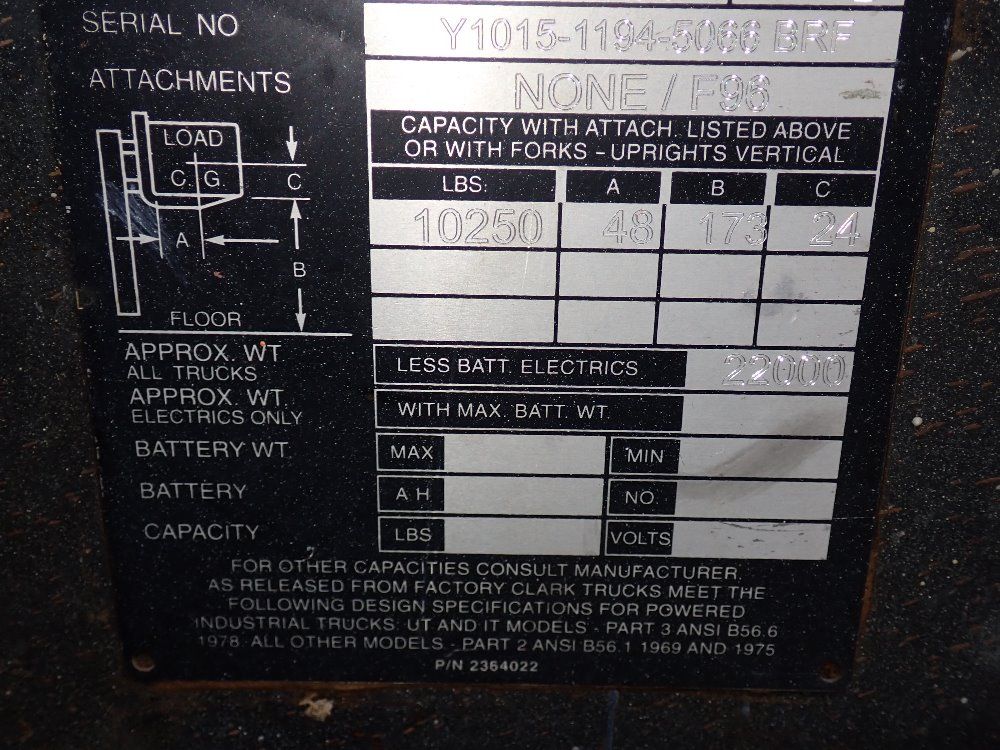 SERIAL NO Y1015-1194-5066 BRF
ATTACHMENTS NONE / F96
CAPACITY WITH ATTACH. LISTED ABOVE
OR WITH FORKS - UPRIGHTS VERTICAL
LOAD
C. G. C
A
B
FLOOR
LBS. A B C
10250 48 173 24
APPROX. WT.
ALL TRUCKS
LESS BATT. ELECTRICS 22000
APPROX. WT.
ELECTRICS ONLY
WITH MAX. BATT. WT.
BATTERY WT. MAX MIN
BATTERY A H NO.
CAPACITY LBS VOLTS
FOR OTHER CAPACITIES CONSULT MANUFACTURER.
AS RELEASED FROM FACTORY CLARK TRUCKS MEET THE
FOLLOWING DESIGN SPECIFICATIONS FOR POWERED
INDUSTRIAL TRUCKS: UT AND IT MODELS - PART 3 ANSI B56.6
1978. ALL OTHER MODELS - PART 2 ANSI B56.1 1969 AND 1975
P/N 2364022